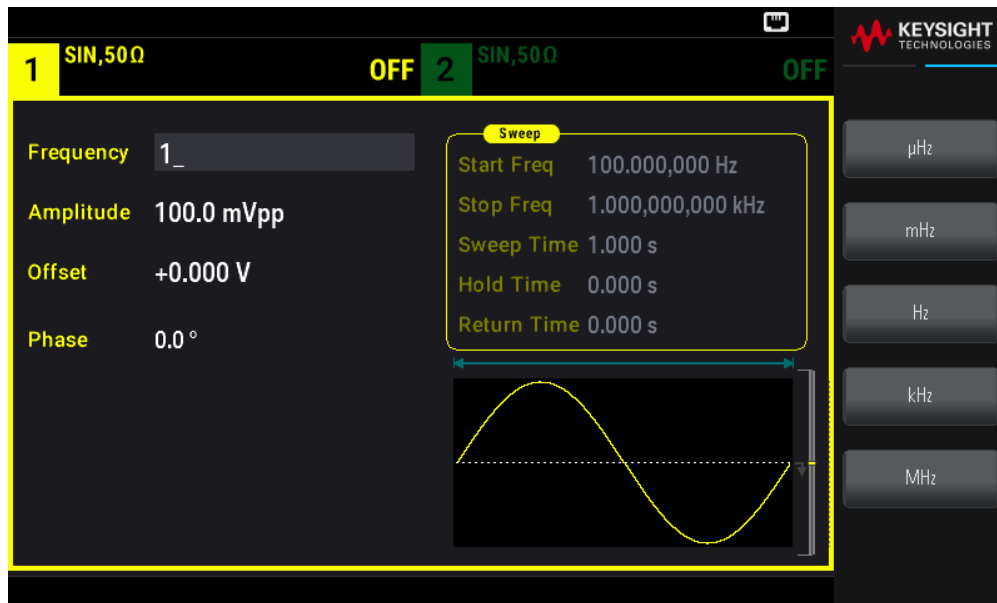 KEYSIGHT
TECHNOLOGIES
1 SIN,50Ω OFF
2 SIN,50Ω OFF
Frequency 1_
Amplitude 100.0 mVpp
Offset +0.000 V
Phase 0.0 °
Sweep
Start Freq 100.000,000 Hz
Stop Freq 1.000,000,000 kHz
Sweep Time 1.000 s
Hold Time 0.000 s
Return Time 0.000 s
µHz
mHz
Hz
kHz
MHz